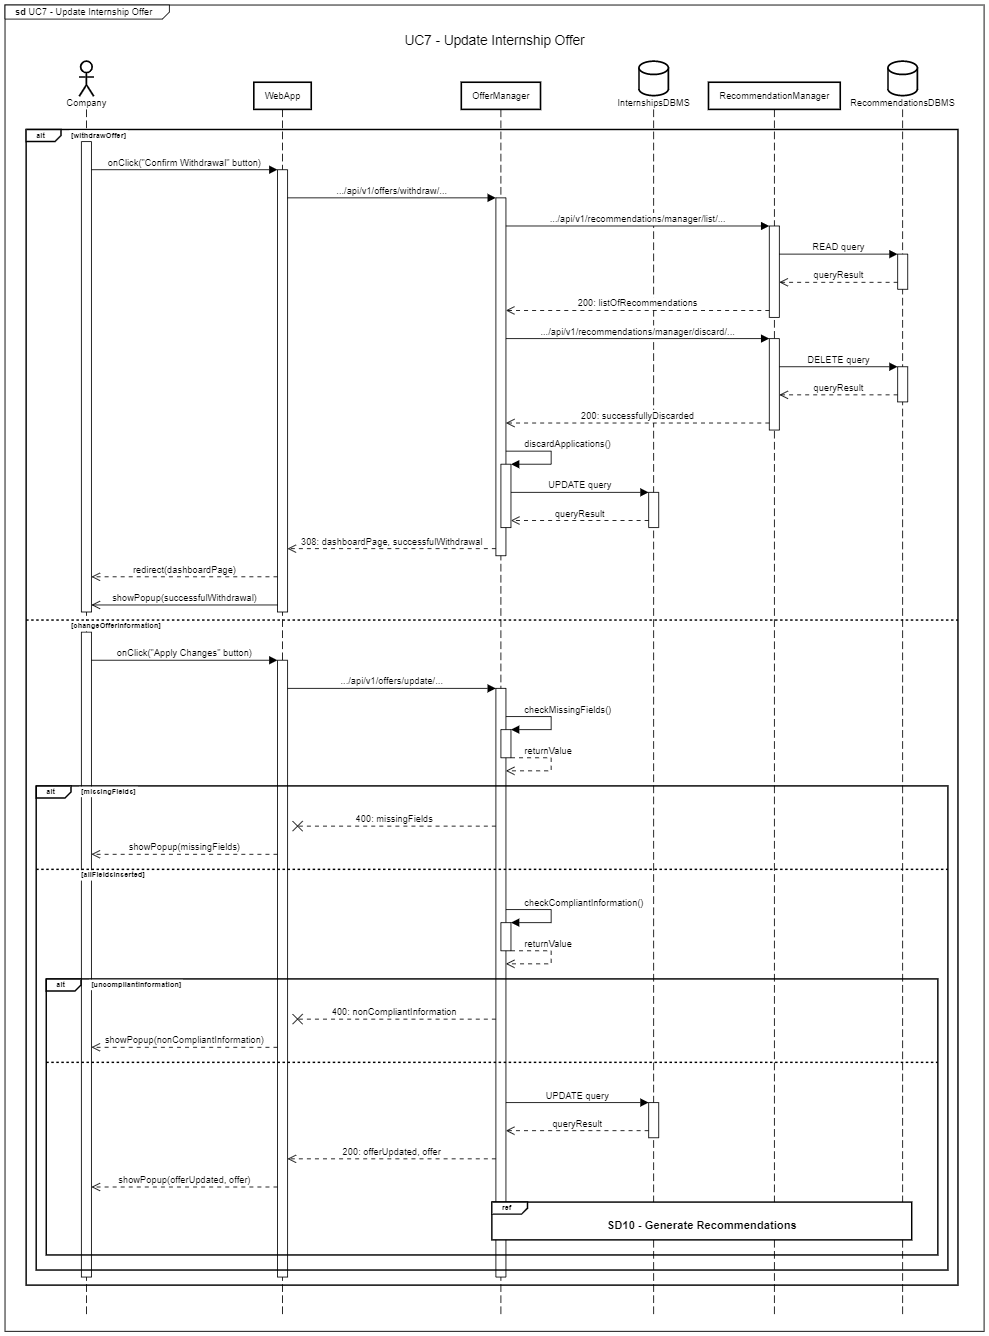 sd UC7 - Update Internship Offer
UC7 - Update Internship Offer
Company
WebApp
OfferManager
InternshipsDBMS
RecommendationManager
RecommendationsDBMS
alt
[withdrawOffer]
onClick("Confirm Withdrawal" button)
.../api/v1/offers/withdraw/...
.../api/v1/recommendations/manager/list/...
READ query
queryResult
200: listOfRecommendations
.../api/v1/recommendations/manager/discard/...
DELETE query
queryResult
200: successfullyDiscarded
discardApplications()
UPDATE query
queryResult
308: dashboardPage, successfulWithdrawal
redirect(dashboardPage)
showPopup(successfulWithdrawal)
[changeOfferInformation]
onClick("Apply Changes" button)
.../api/v1/offers/update/...
checkMissingFields()
returnValue
alt
[missingFields]
400: missingFields
showPopup(missingFields)
[allFieldsInserted]
checkCompliantInformation()
returnValue
alt
[uncompliantInformation]
400: nonCompliantInformation
showPopup(nonCompliantInformation)
UPDATE query
queryResult
200: offerUpdated, offer
showPopup(offerUpdated, offer)
ref
SD10 - Generate Recommendations